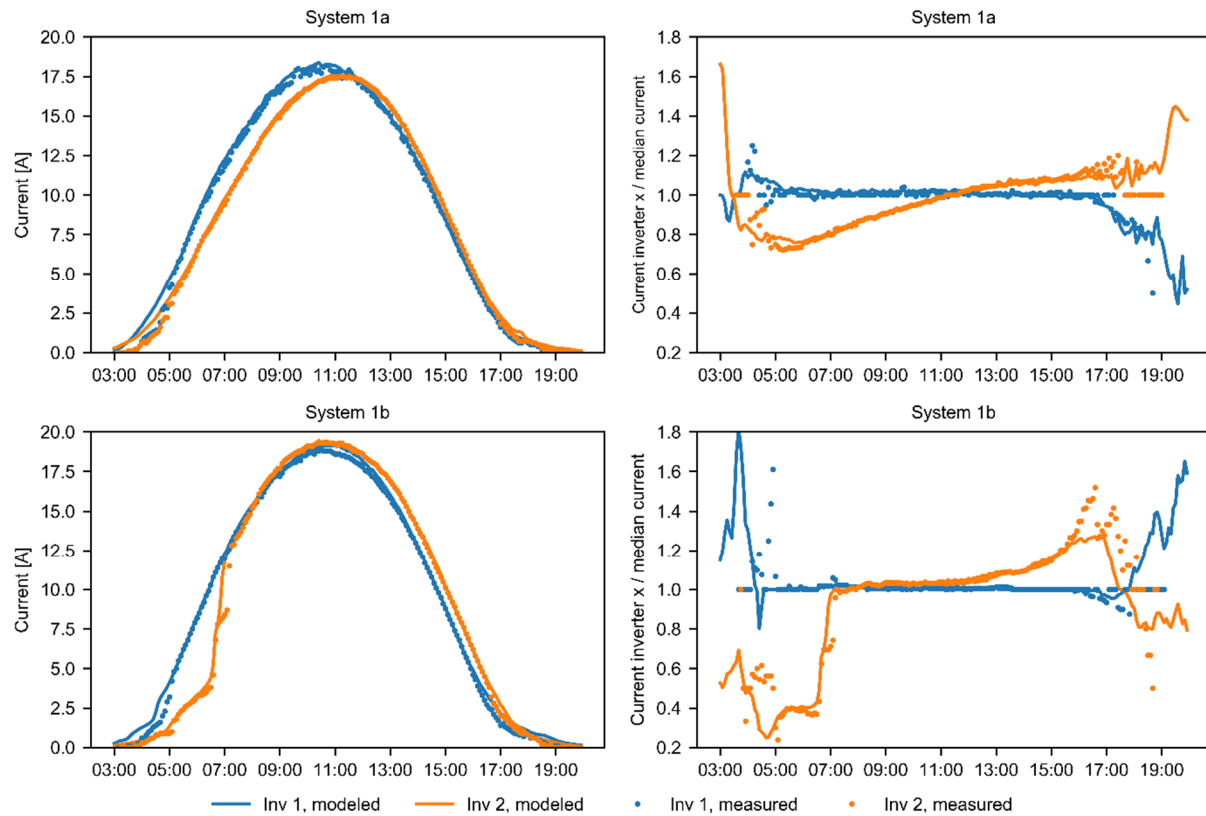 System 1a
20.0
17.5
15.0
12.5
10.0
7.5
5.0
2.5
0.0
Current [A]
03:00 05:00 07:00 09:00 11:00 13:00 15:00 17:00 19:00
System 1a
1.8
1.6
1.4
1.2
1.0
0.8
0.6
0.4
0.2
Current inverter x / median current
03:00 05:00 07:00 09:00 11:00 13:00 15:00 17:00 19:00
System 1b
20.0
17.5
15.0
12.5
10.0
7.5
5.0
2.5
0.0
Current [A]
03:00 05:00 07:00 09:00 11:00 13:00 15:00 17:00 19:00
System 1b
1.8
1.6
1.4
1.2
1.0
0.8
0.6
0.4
0.2
Current inverter x / median current
03:00 05:00 07:00 09:00 11:00 13:00 15:00 17:00 19:00
Inv 1, modeled Inv 2, modeled Inv 1, measured Inv 2, measured